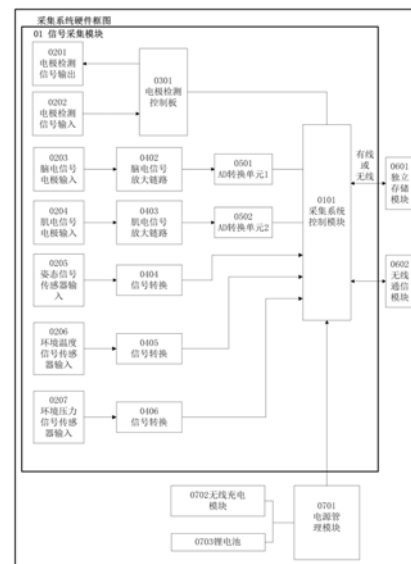 采集系统硬件框图
01 信号采集模块
0201
电极检测
信号输出
0301
电极检测
控制板
0202
电极检测
信号输入
0203
脑电信号
电极输入
0402
脑电信号
放大链路
0501
AD转换单元1
0204
肌电信号
电极输入
0403
肌电信号
放大链路
0502
AD转换单元2
0205
姿态信号
传感器输
入
0404
信号转换
0206
环境温度
信号传感
器输入
0405
信号转换
0207
环境压力
信号传感
器输入
0406
信号转换
0101
采集系统
控制模块
有线
或
无线
0601
独立
存储
模块
0602
无线
通信
模块
0702无线充电
模块
0703锂电池
0701
电源管
理模块